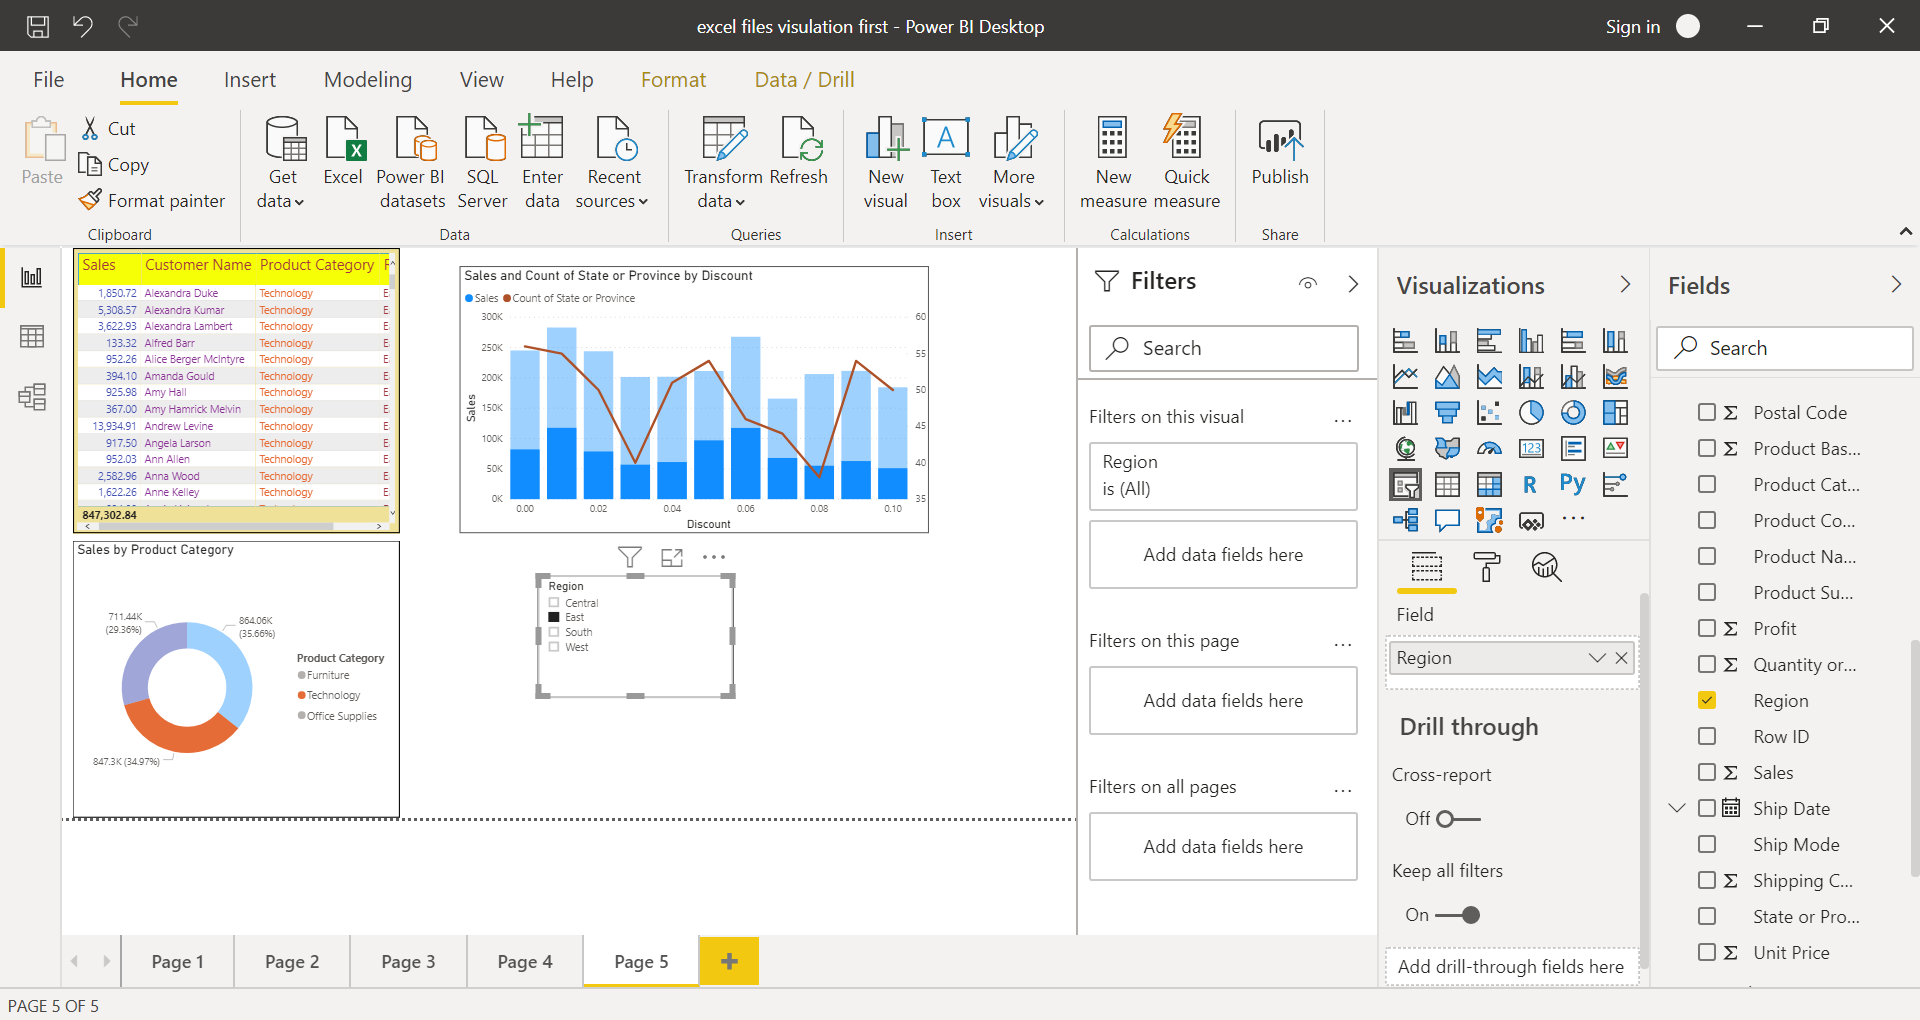 excel files visulation first - Power BI Desktop
Sign in
File Home Insert Modeling View Help Format Data / Drill
Paste
Cut
Copy
Format painter
Clipboard
Get data
Excel
Power BI datasets
SQL Server
Enter data
Recent sources
Data
Transform data
Refresh
Queries
New visual
Text box
More visuals
Insert
New measure
Quick measure
Calculations
Publish
Share
Sales Customer Name Product Category
1,850.72 Alexandra Duke Technology
5,308.57 Alexandra Kumar Technology
3,622.93 Alexandra Lambert Technology
133.32 Alfred Barr Technology
952.26 Alice Berger McIntyre Technology
394.10 Amanda Gould Technology
925.98 Amy Hall Technology
367.00 Amy Hamrick Melvin Technology
13,934.91 Andrew Levine Technology
917.50 Angela Larson Technology
952.03 Ann Allen Technology
2,582.96 Anna Wood Technology
1,622.26 Anne Kelley Technology
847,302.84
Sales and Count of State or Province by Discount
Sales Count of State or Province
300K
250K
200K
150K
100K
50K
0K
Sales
60
55
50
45
40
35
0.00 0.02 0.04 0.06 0.08 0.10
Discount
Sales by Product Category
711.44K
(29.36%)
864.06K
(35.66%)
847.3K (34.97%)
Product Category
Furniture
Technology
Office Supplies
Region
Central
East
South
West
Filters
Search
Filters on this visual ...
Region
is (All)
Add data fields here
Filters on this page ...
Add data fields here
Filters on all pages ...
Add data fields here
Visualizations
123
R
Py
...
Field
Region
Drill through
Cross-report
Off
Keep all filters
On
Add drill-through fields here
Fields
Search
Postal Code
Product Bas...
Product Cat...
Product Co...
Product Na...
Product Su...
Profit
Quantity or...
Region
Row ID
Sales
Ship Date
Ship Mode
Shipping C...
State or Pro...
Unit Price
Page 1 Page 2 Page 3 Page 4 Page 5
PAGE 5 OF 5